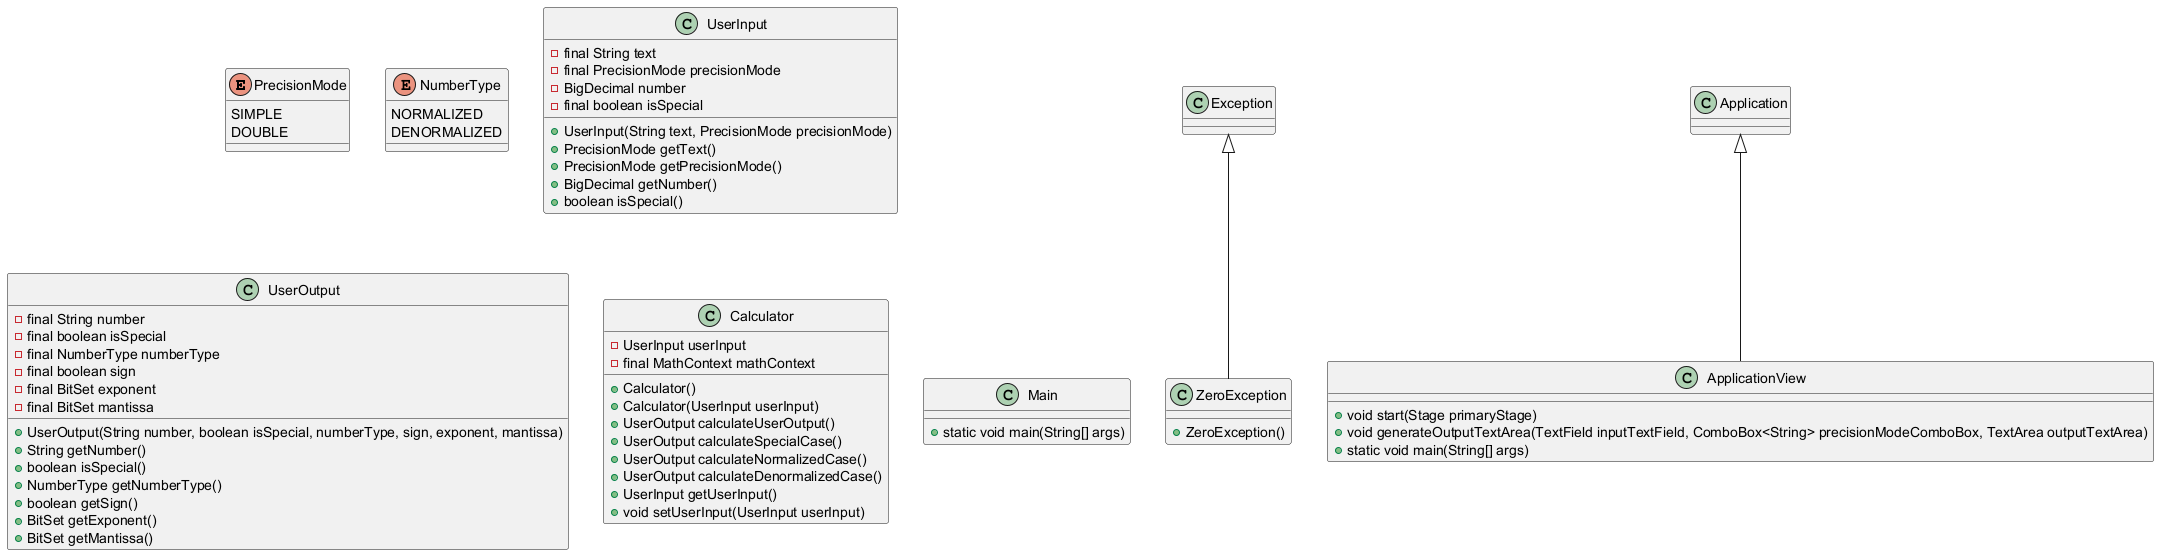 E PrecisionMode
SIMPLE
DOUBLE
E NumberType
NORMALIZED
DENORMALIZED
C UserInput
final String text
final PrecisionMode precisionMode
BigDecimal number
final boolean isSpecial
UserInput(String text, PrecisionMode precisionMode)
PrecisionMode getText()
PrecisionMode getPrecisionMode()
BigDecimal getNumber()
boolean isSpecial()
C Exception
C Application
C UserOutput
final String number
final boolean isSpecial
final NumberType numberType
final boolean sign
final BitSet exponent
final BitSet mantissa
UserOutput(String number, boolean isSpecial, numberType, sign, exponent, mantissa)
String getNumber()
boolean isSpecial()
NumberType getNumberType()
boolean getSign()
BitSet getExponent()
BitSet getMantissa()
C Calculator
UserInput userInput
final MathContext mathContext
Calculator()
Calculator(UserInput userInput)
UserOutput calculateUserOutput()
UserOutput calculateSpecialCase()
UserOutput calculateNormalizedCase()
UserOutput calculateDenormalizedCase()
UserInput getUserInput()
void setUserInput(UserInput userInput)
C Main
static void main(String[] args)
C ZeroException
ZeroException()
C ApplicationView
void start(Stage primaryStage)
void generateOutputTextArea(TextField inputTextField, ComboBox<String> precisionModeComboBox, TextArea outputTextArea)
static void main(String[] args)